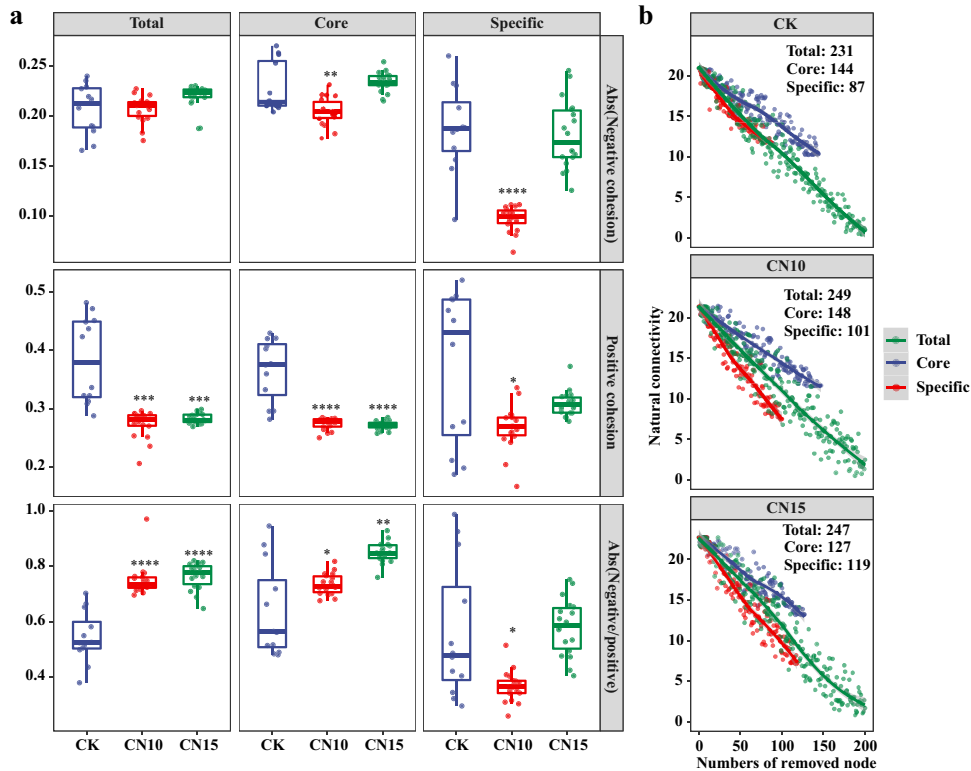 a
Total
Core
Specific
0.25
0.20
0.15
0.10
**
****
Abs(Negative cohesion)
0.5
0.4
0.3
0.2
***
***
****
****
*
Positive cohesion
1.0
0.8
0.6
0.4
****
****
*
**
*
Abs(Negative/positive)
CK
CN10
CN15
CK
CN10
CN15
CK
CN10
CN15
b
CK
Total: 231
Core: 144
Specific: 87
20
15
10
5
0
CN10
Total: 249
Core: 148
Specific: 101
20
15
10
5
0
CN15
Total: 247
Core: 127
Specific: 119
20
15
10
5
0
Natural connectivity
0
50
100
150
200
Numbers of removed node
Total
Core
Specific